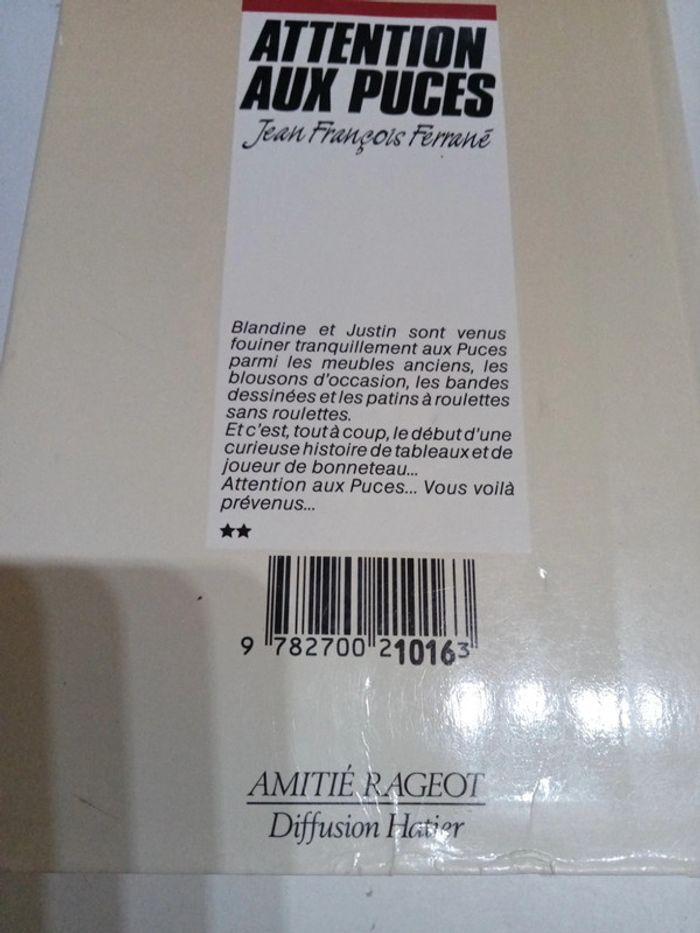 ATTENTION
AUX PUCES
Jean François Ferrané
Blandine et Justin sont venus
fouiner tranquillement aux Puces
parmi les meubles anciens, les
blousons d'occasion, les bandes
dessinées et les patins à roulettes
sans roulettes.
Et c'est, tout à coup, le début d'une
curieuse histoire de tableaux et de
joueur de bonneteau...
Attention aux Puces... Vous voilà
prévenus...
★★
9 782700 210163
AMITIÉ RAGEOT
Diffusion Hatier